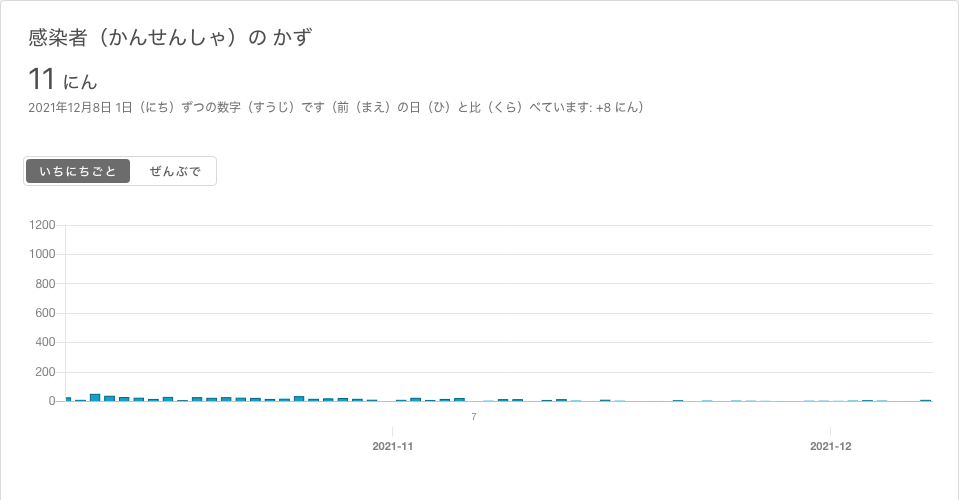 感染者（かんせんしゃ）の かず
11 にん
2021年12月8日 1日（にち）ずつの数字（すうじ）です（前（まえ）の日（ひ）と比（くら）べています: +8 にん）
いちにちごと ぜんぶで
1200
1000
800
600
400
200
0
7
2021-11 2021-12